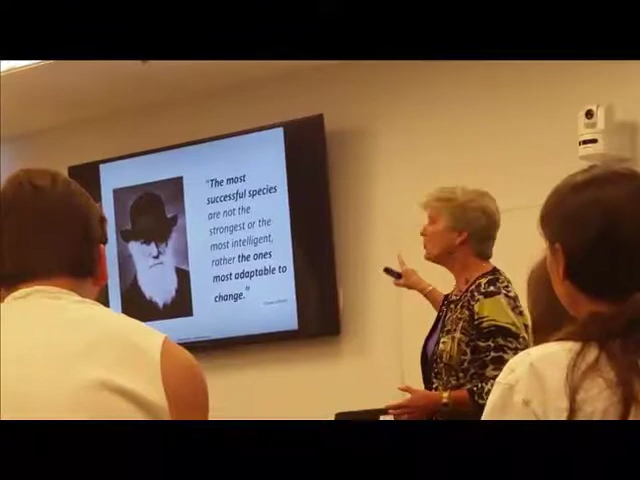 "The most
successful species
are not the
strongest or the
most intelligent,
rather the ones
most adaptable to
change."